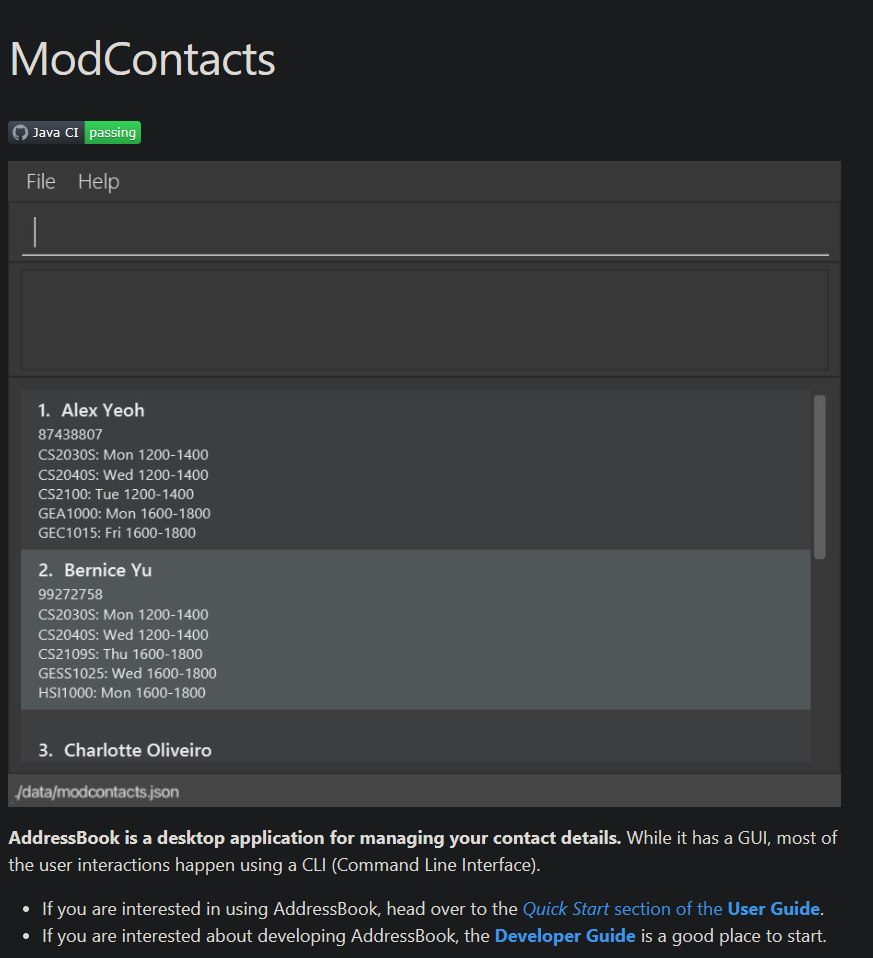 ModContacts
Java CI passing
File Help
1. Alex Yeoh
87438807
CS2030S: Mon 1200-1400
CS2040S: Wed 1200-1400
CS2100: Tue 1200-1400
GEA1000: Mon 1600-1800
GEC1015: Fri 1600-1800
2. Bernice Yu
99272758
CS2030S: Mon 1200-1400
CS2040S: Wed 1200-1400
CS2109S: Thu 1600-1800
GESS1025: Wed 1600-1800
HSI1000: Mon 1600-1800
3. Charlotte Oliveiro
./data/modcontacts.json
AddressBook is a desktop application for managing your contact details. While it has a GUI, most of
the user interactions happen using a CLI (Command Line Interface).
• If you are interested in using AddressBook, head over to the Quick Start section of the User Guide.
• If you are interested about developing AddressBook, the Developer Guide is a good place to start.